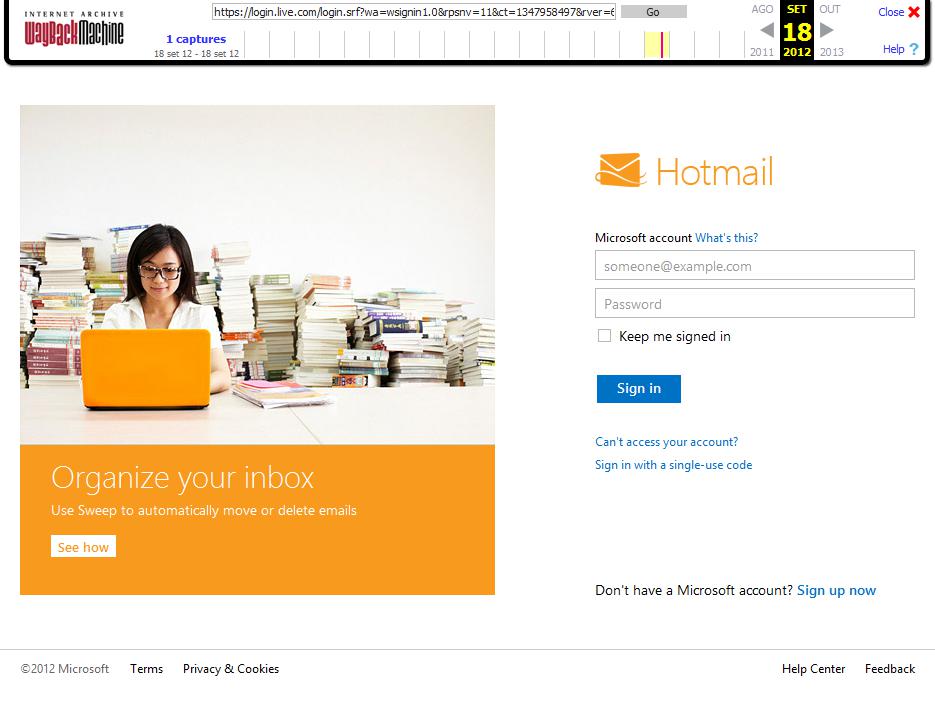 INTERNET ARCHIVE
WayBackMachine
https://login.live.com/login.srf?wa=wsignin1.0&rpsnv=11&ct=1347958497&rver=6
Go
1 captures
18 set 12 - 18 set 12
AGO SET OUT
18
2011 2012 2013
Close
Help ?
Hotmail
Microsoft account What's this?
someone@example.com
Password
Keep me signed in
Sign in
Can't access your account?
Sign in with a single-use code
Organize your inbox
Use Sweep to automatically move or delete emails
See how
Don't have a Microsoft account? Sign up now
©2012 Microsoft Terms Privacy & Cookies Help Center Feedback